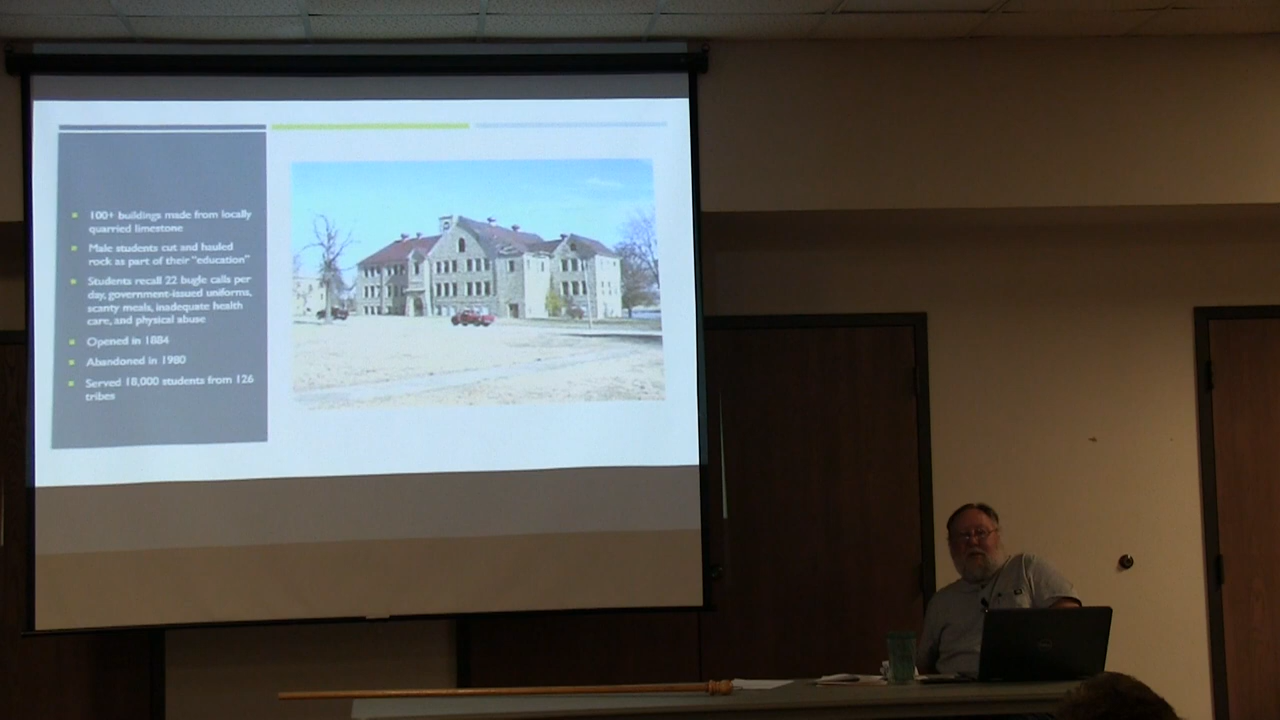 100+ buildings made from locally
quarried limestone
Male students cut and hauled
rock as part of their "education"
Students recall 22 bugle calls per
day, government-issued uniforms,
scanty meals, inadequate health
care, and physical abuse
Opened in 1884
Abandoned in 1980
Served 18,000 students from 126
tribes